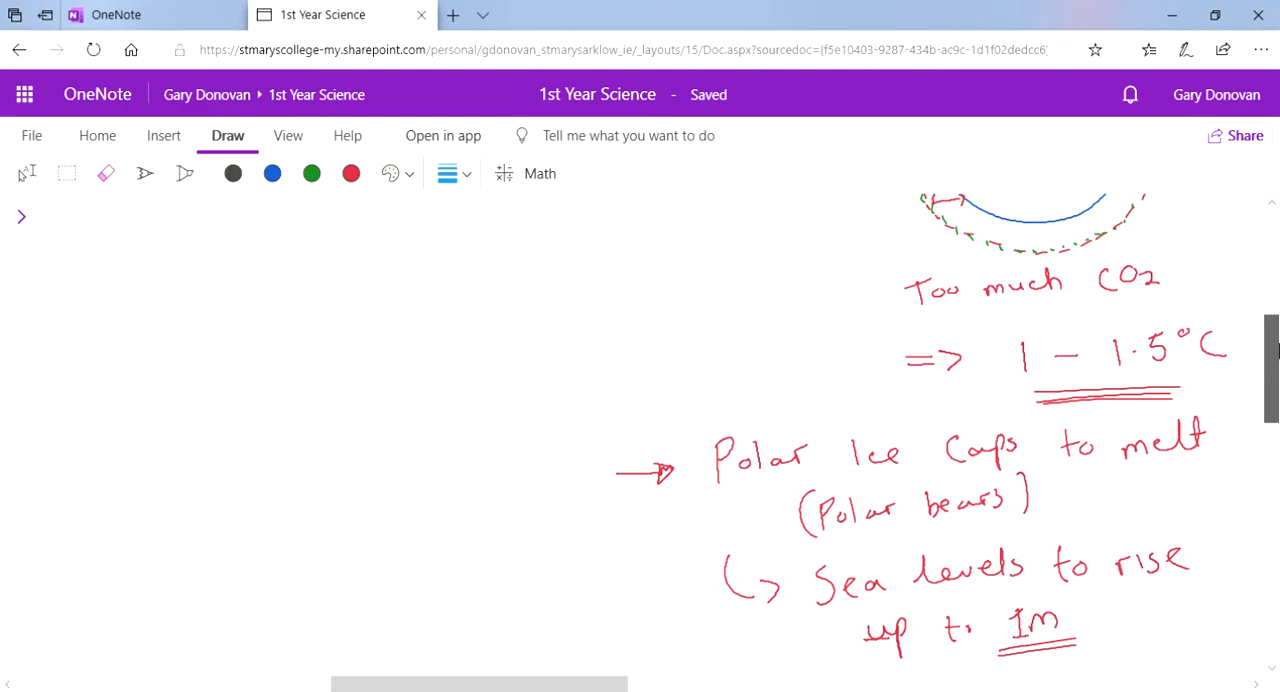 OneNote
1st Year Science
https://stmaryscollege-my.sharepoint.com/personal/gdonovan_stmarysarklow_ie/_layouts/15/Doc.aspx?sourcedoc={f5e10403-9287-434b-ac9c-1d1f02dedcc6}
OneNote Gary Donovan 1st Year Science 1st Year Science - Saved Gary Donovan
File Home Insert Draw View Help Open in app Tell me what you want to do Share
Math
Too much CO2
=> 1 - 1.5°C
Polar Ice Caps to melt
(Polar bears)
Sea levels to rise
up to 1m